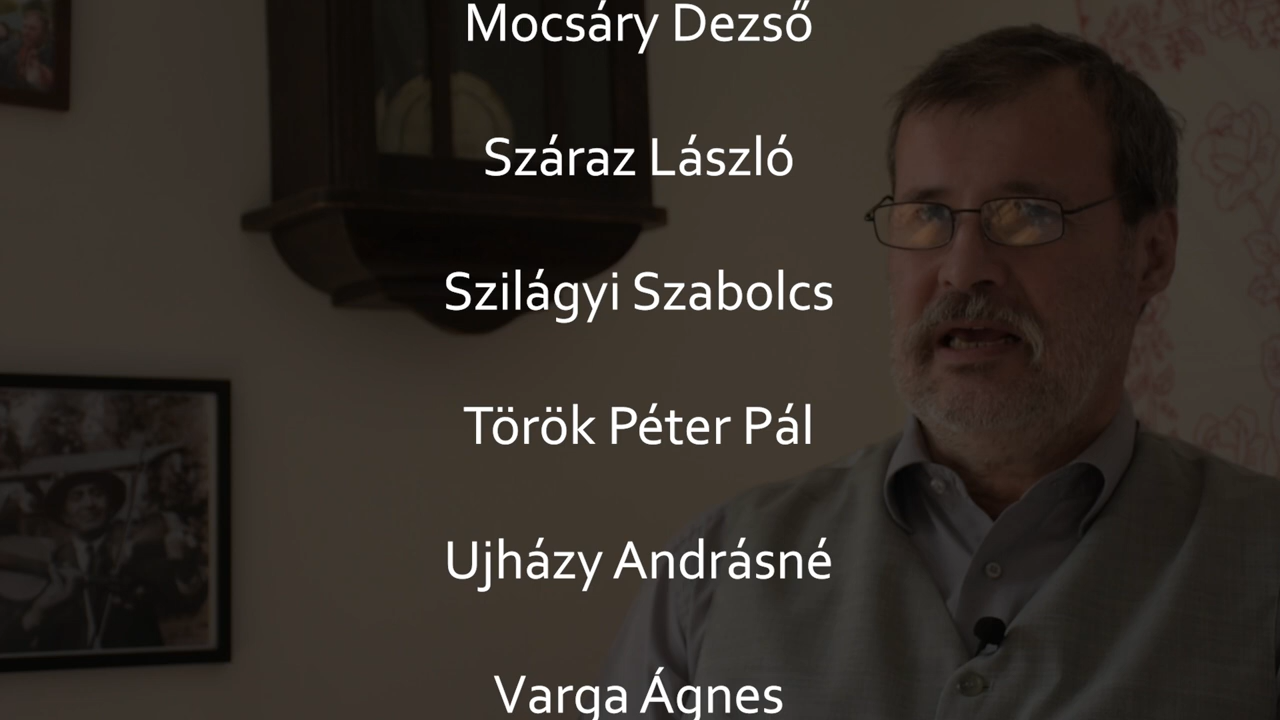 Mocsáry Dezső
Száraz László
Szilágyi Szabolcs
Török Péter Pál
Ujházy Andrásné
Varga Ágnes